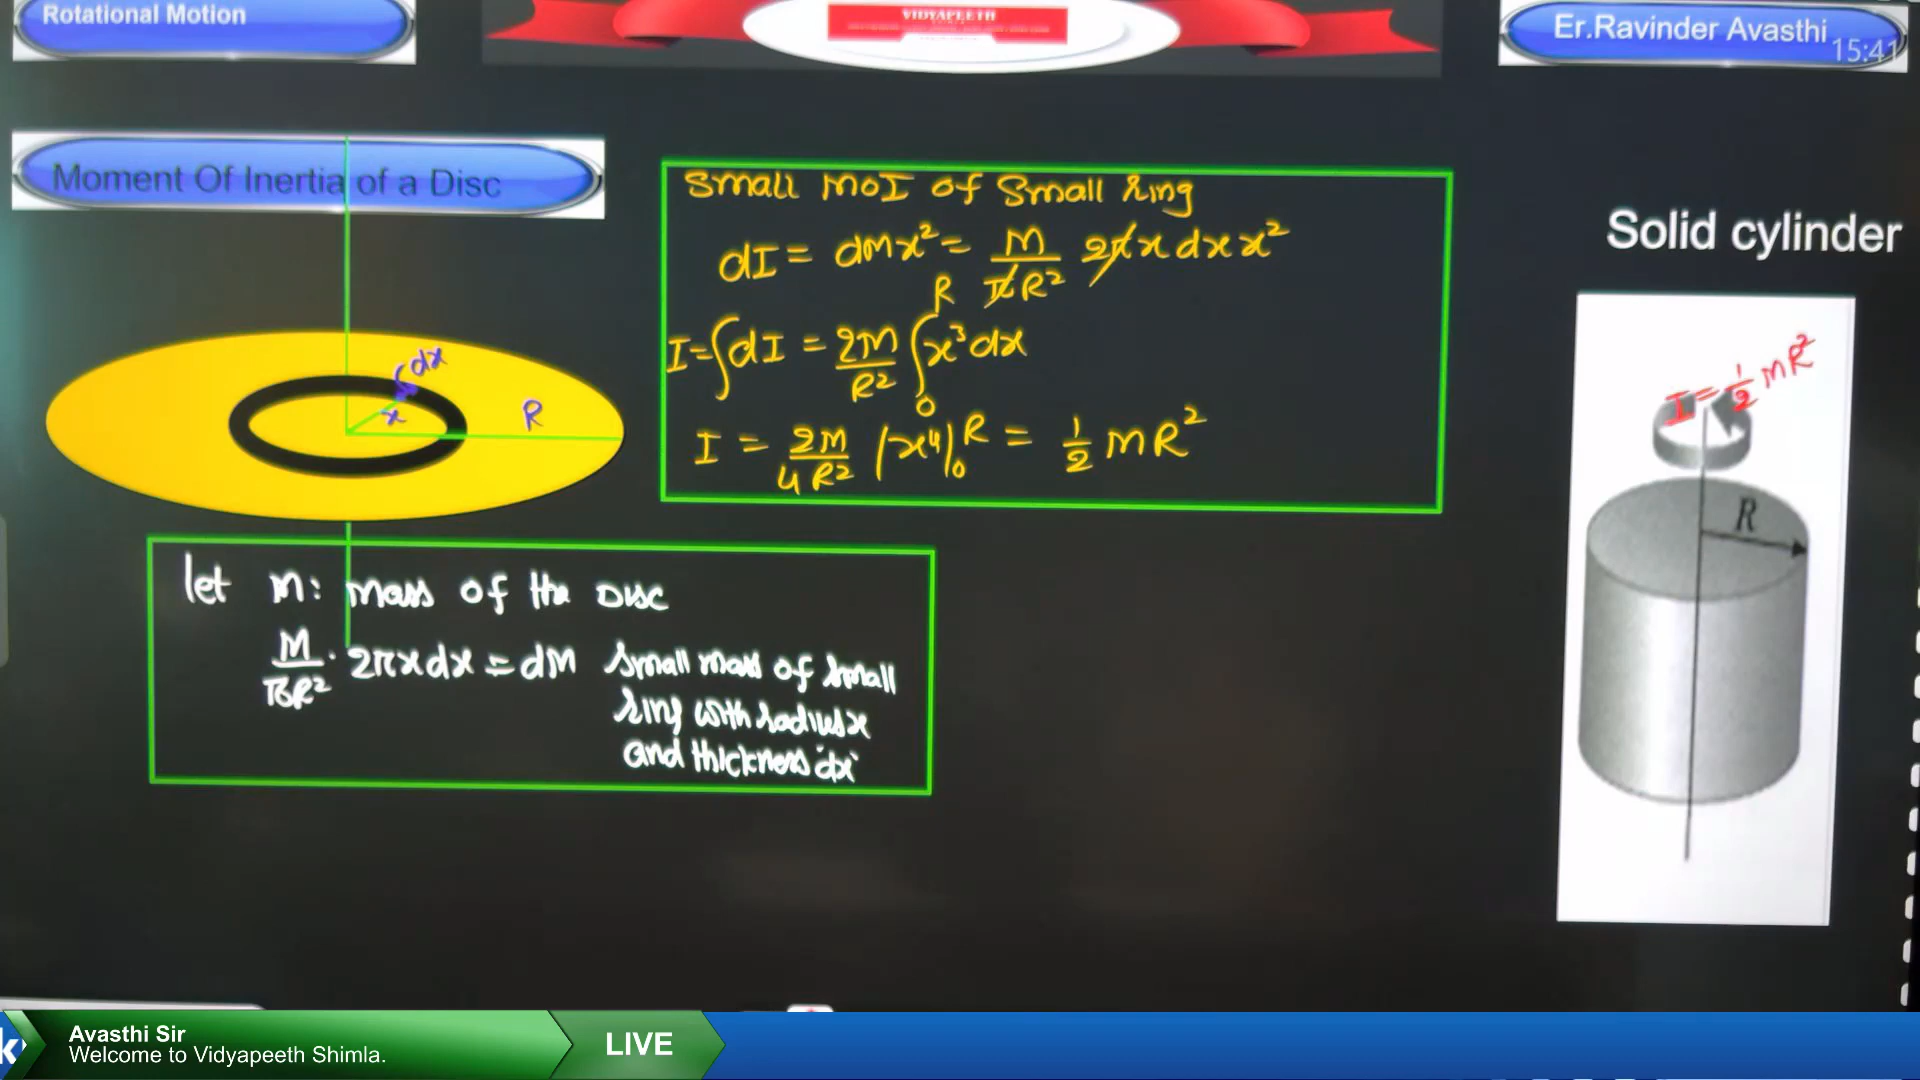 Rotational Motion
VIDYAPEETH
Er.Ravinder Avasthi
15:41
Moment Of Inertia of a Disc
Small MOI of Small ring
dI = dMx² = M/πR² 2πx dx x²
I = ∫dI = 2M/R² ∫₀ᴿ x³ dx
I = 2M/4R² |x⁴|₀ᴿ = 1/2 MR²
dx
x
R
let M: mass of the Disc
M/πR² · 2πx dx = dM small mass of small
ring with radius x
and thickness 'dx'
Solid cylinder
I = 1/2 MR²
R
k
Avasthi Sir
Welcome to Vidyapeeth Shimla.
LIVE